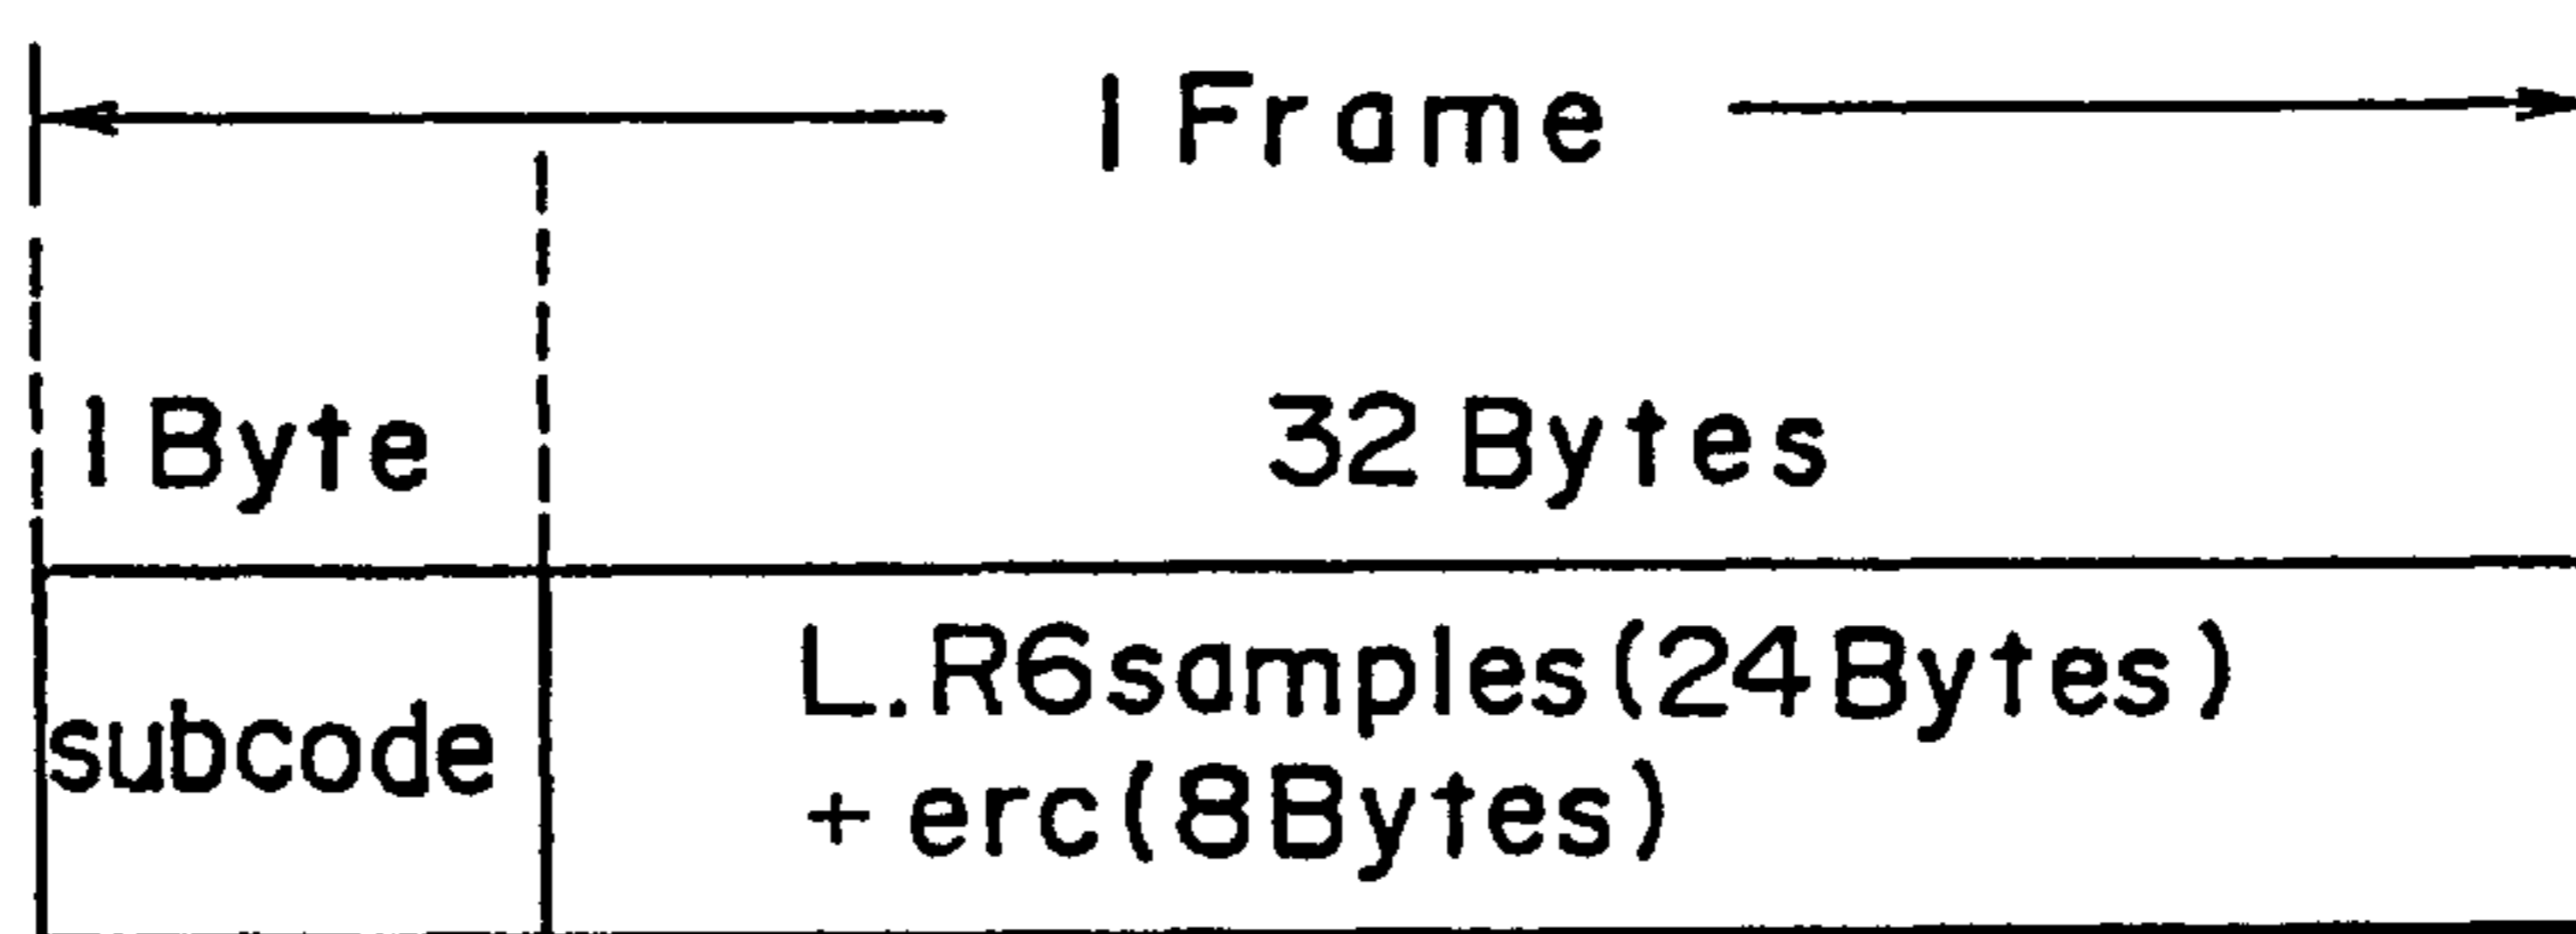 1 Frame
1 Byte
32 Bytes
subcode
L.R6samples(24Bytes)
+ erc(8Bytes)